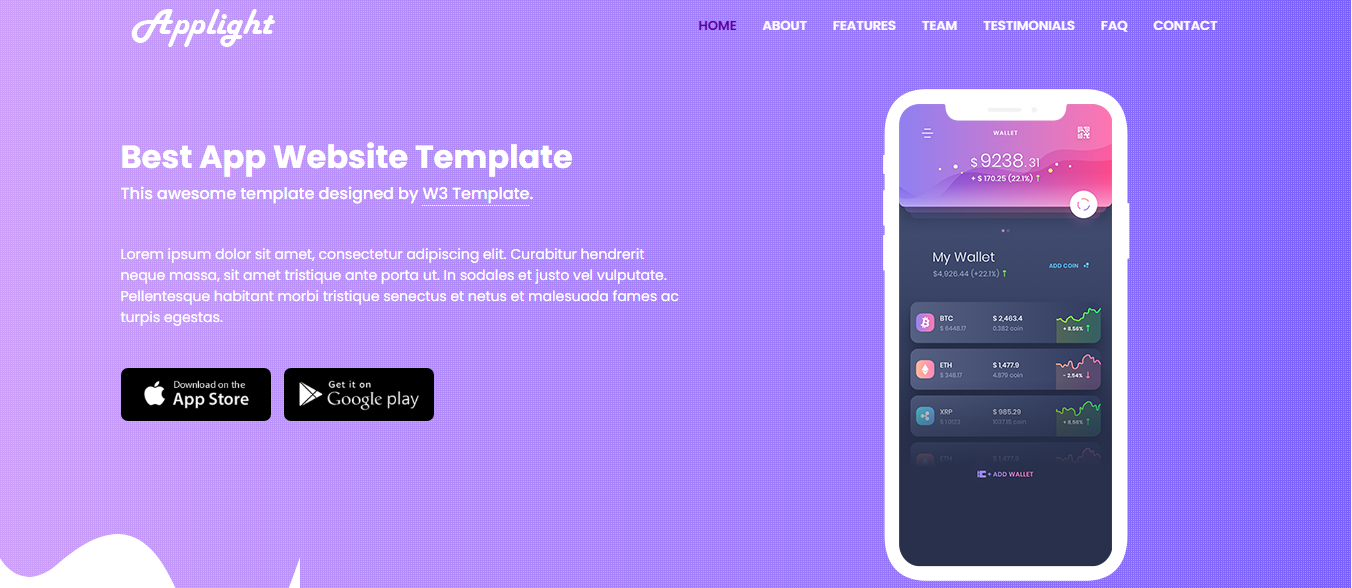 Applight
HOME ABOUT FEATURES TEAM TESTIMONIALS FAQ CONTACT
Best App Website Template
This awesome template designed by W3 Template.
Lorem ipsum dolor sit amet, consectetur adipiscing elit. Curabitur hendrerit
neque massa, sit amet tristique ante porta ut. In sodales et justo vel vulputate.
Pellentesque habitant morbi tristique senectus et netus et malesuada fames ac
turpis egestas.
Download on the
App Store
Get it on
Google play
WALLET
$ 9238.31
+ $ 170.25 (22.1%) ↑
My Wallet
ADD COIN
$4,926.44 (+22.1%) ↑
BTC $ 2,463.4
$ 6448.17 0.382 coin + 8.56% ↑
ETH $ 1,477.9
$ 348.17 4.879 coin - 2.54% ↓
XRP $ 985.29
$ 1.0122 1037.15 coin + 8.56% ↑
ETH $ 1,477.9
+ ADD WALLET